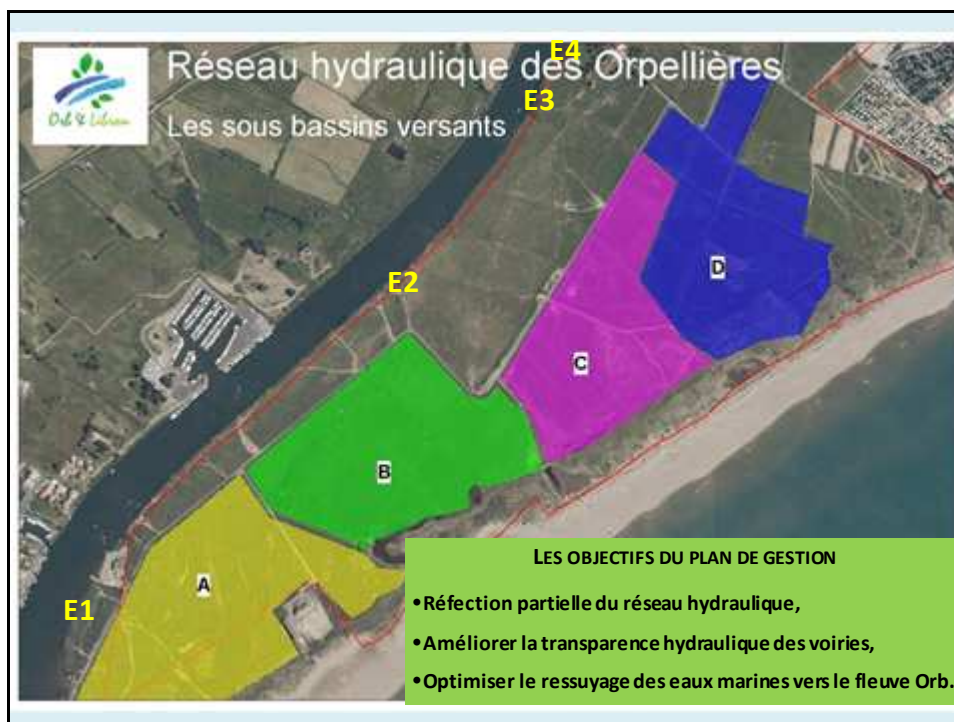 Réseau hydraulique des Orpellières
Les sous bassins versants
Orb & Libron
E4
E3
E2
E1
D
C
B
A
LES OBJECTIFS DU PLAN DE GESTION
•Réfection partielle du réseau hydraulique,
•Améliorer la transparence hydraulique des voiries,
•Optimiser le ressuyage des eaux marines vers le fleuve Orb.